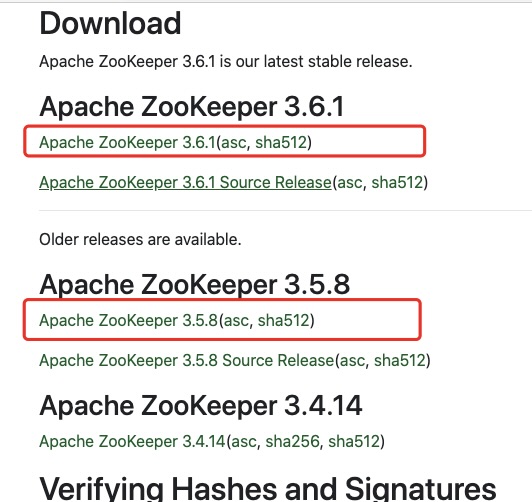 Download
Apache ZooKeeper 3.6.1 is our latest stable release.
Apache ZooKeeper 3.6.1
Apache ZooKeeper 3.6.1(asc, sha512)
Apache ZooKeeper 3.6.1 Source Release(asc, sha512)
Older releases are available.
Apache ZooKeeper 3.5.8
Apache ZooKeeper 3.5.8(asc, sha512)
Apache ZooKeeper 3.5.8 Source Release(asc, sha512)
Apache ZooKeeper 3.4.14
Apache ZooKeeper 3.4.14(asc, sha256, sha512)
Verifying Hashes and Signatures